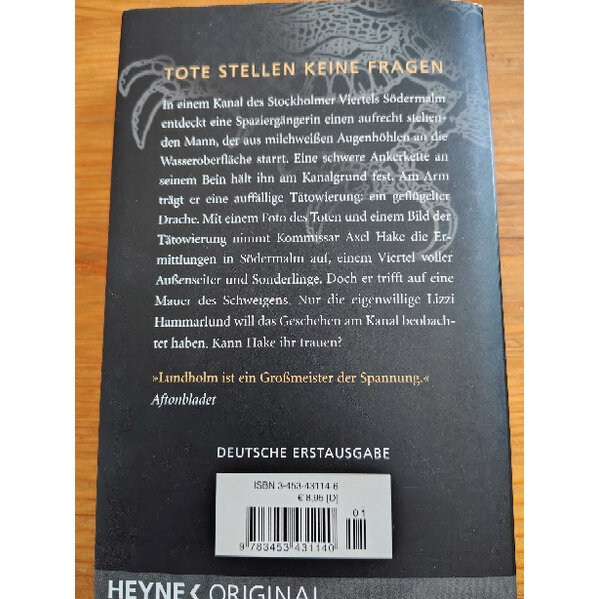 TOTE STELLEN KEINE FRAGEN
In einem Kanal des Stockholmer Viertels Södermalm
entdeckt eine Spaziergängerin einen aufrecht stehen-
den Mann, der aus milchweißen Augenhöhlen an die
Wasseroberfläche starrt. Eine schwere Ankerkette an
seinem Bein hält ihn am Kanalgrund fest. Am Arm
trägt er eine auffällige Tätowierung: ein geflügelter
Drache. Mit einem Foto des Toten und einem Bild der
Tätowierung nimmt Kommissar Axel Hake die Er-
mittlungen in Södermalm auf, einem Viertel voller
Außenseiter und Sonderlinge. Doch er trifft auf eine
Mauer des Schweigens. Nur die eigenwillige Lizzi
Hammarlund will das Geschehen am Kanal beobach-
tet haben. Kann Hake ihr trauen?
»Lundholm ist ein Großmeister der Spannung.«
Aftonbladet
DEUTSCHE ERSTAUSGABE
ISBN 3-453-43114-6
€ 8,95 [D]
01
9 783453 431140
HEYNE< ORIGINAL